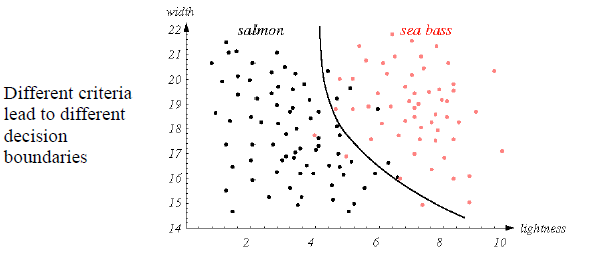 width
22
salmon
sea bass
21
20
19
18
17
16
15
14
2
4
6
8
10
lightness
Different criteria
lead to different
decision
boundaries